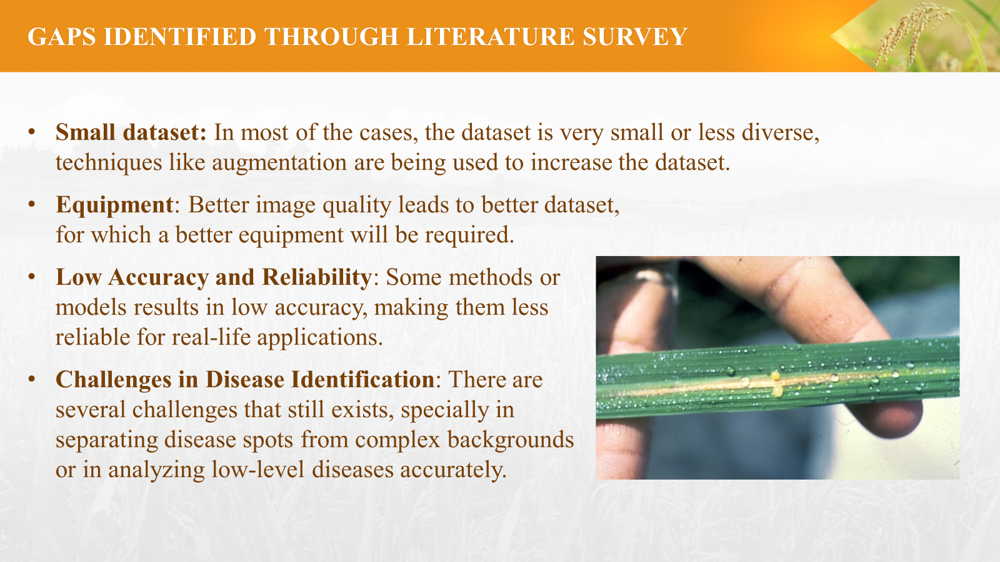 GAPS IDENTIFIED THROUGH LITERATURE SURVEY
• Small dataset: In most of the cases, the dataset is very small or less diverse,
techniques like augmentation are being used to increase the dataset.
• Equipment: Better image quality leads to better dataset,
for which a better equipment will be required.
• Low Accuracy and Reliability: Some methods or
models results in low accuracy, making them less
reliable for real-life applications.
• Challenges in Disease Identification: There are
several challenges that still exists, specially in
separating disease spots from complex backgrounds
or in analyzing low-level diseases accurately.